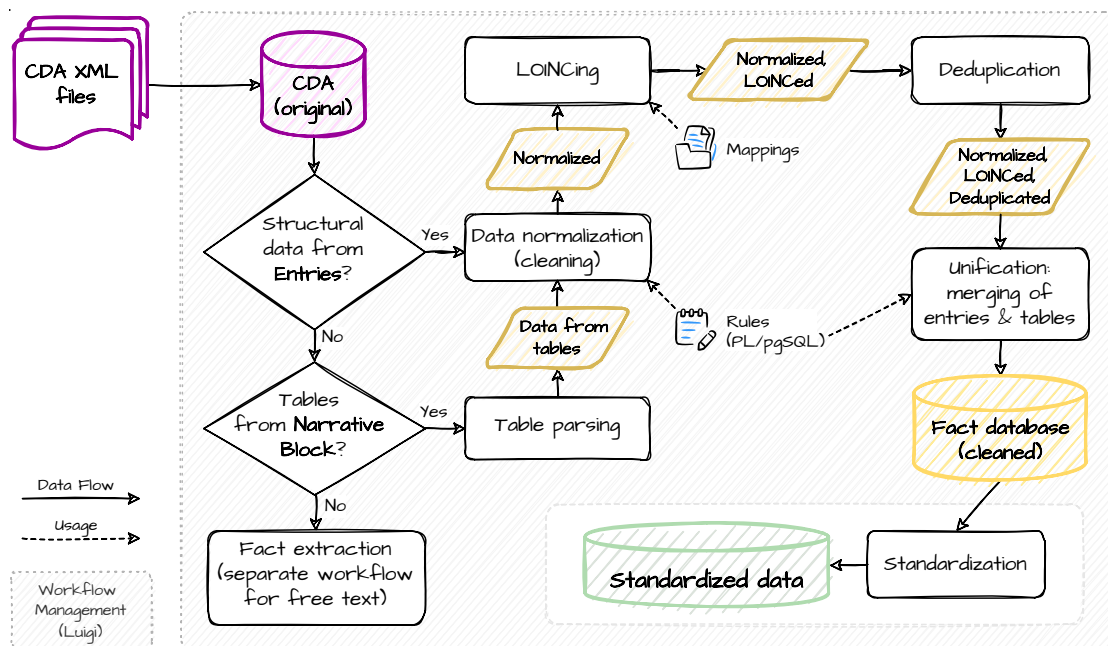 CDA XML
files
CDA
(original)
Structural
data from
Entries?
Yes
No
Tables
from Narrative
Block?
Yes
No
Fact extraction
(separate workflow
for free text)
LOINCing
Normalized
Data normalization
(cleaning)
Data from
tables
Table parsing
Normalized,
LOINCed
Mappings
Rules
(PL/pgSQL)
Deduplication
Normalized,
LOINCed,
Deduplicated
Unification:
merging of
entries & tables
Fact database
(cleaned)
Standardization
Standardized data
Data Flow
Usage
Workflow
Management
(Luigi)